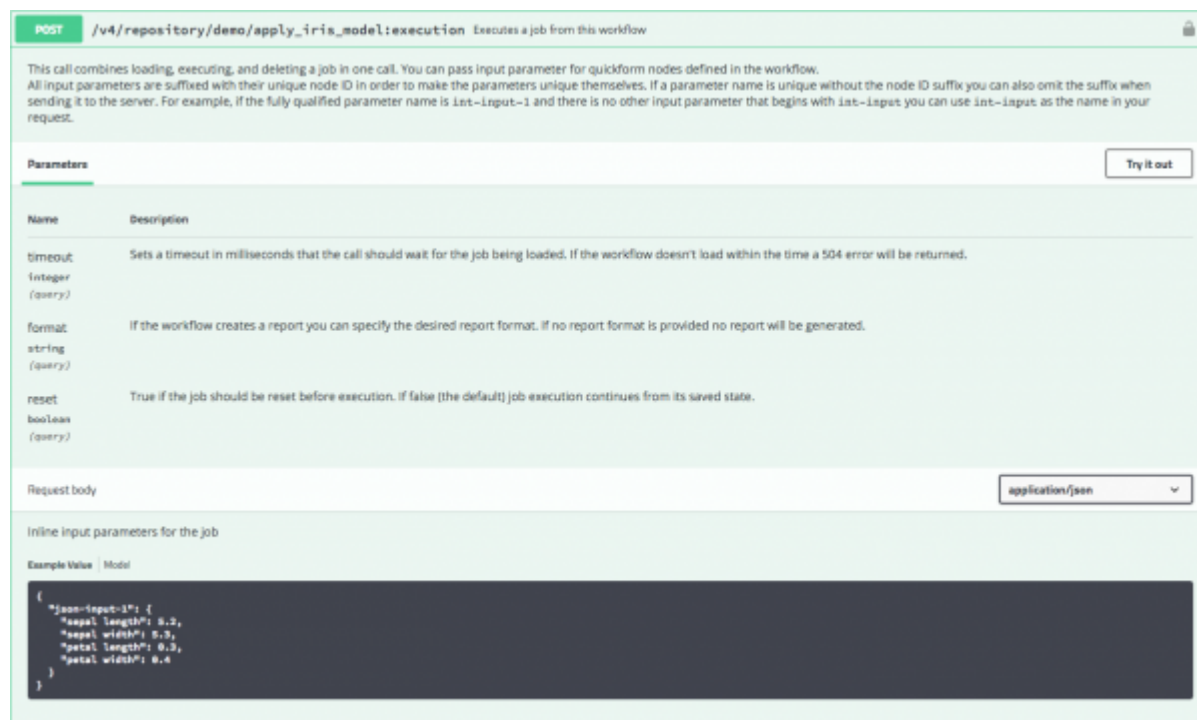 POST /v4/repository/demo/apply_iris_model:execution Executes a job from this workflow
This call combines loading, executing, and deleting a job in one call. You can pass input parameter for quickform nodes defined in the workflow.
All input parameters are suffixed with their unique node ID in order to make the parameters unique themselves. If a parameter name is unique without the node ID suffix you can also omit the suffix when
sending it to the server. For example, if the fully qualified parameter name is int-input-1 and there is no other input parameter that begins with int-input you can use int-input as the name in your
request.
Parameters Try it out
Name Description
timeout Sets a timeout in milliseconds that the call should wait for the job being loaded. If the workflow doesn't load within the time a 504 error will be returned.
integer
(query)
format If the workflow creates a report you can specify the desired report format. If no report format is provided no report will be generated.
string
(query)
reset True if the job should be reset before execution. If false (the default) job execution continues from its saved state.
boolean
(query)
Request body application/json
Inline input parameters for the job
Example Value Model
{
"json-input-1": {
"sepal length": 5.2,
"sepal width": 5.3,
"petal length": 0.3,
"petal width": 0.4
}
}